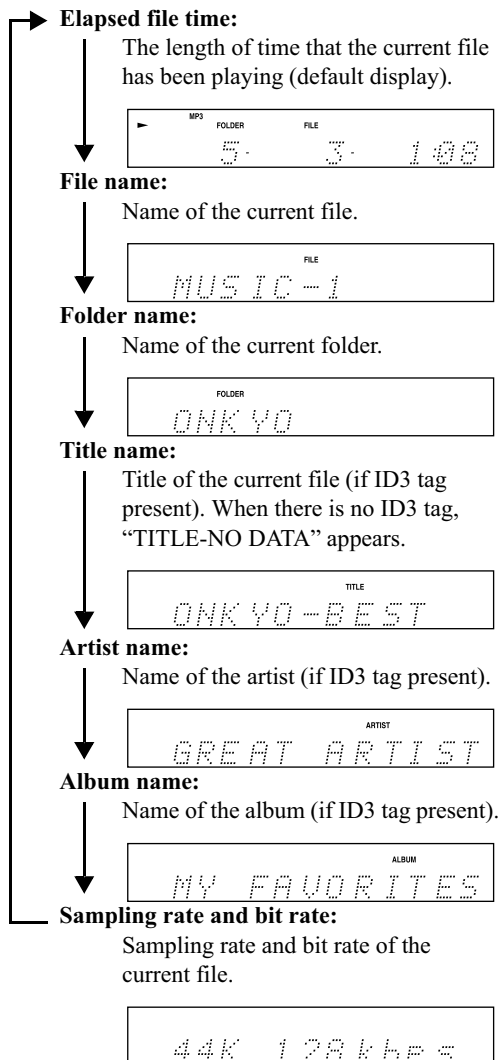 Elapsed file time:
The length of time that the current file
has been playing (default display).
MP3 FOLDER FILE
5· 3· 1:08
File name:
Name of the current file.
FILE
MUSIC-1
Folder name:
Name of the current folder.
FOLDER
ONKYO
Title name:
Title of the current file (if ID3 tag
present). When there is no ID3 tag,
“TITLE-NO DATA” appears.
TITLE
ONKYO-BEST
Artist name:
Name of the artist (if ID3 tag present).
ARTIST
GREAT ARTIST
Album name:
Name of the album (if ID3 tag present).
ALBUM
MY FAVORITES
Sampling rate and bit rate:
Sampling rate and bit rate of the
current file.
44K 128kbps